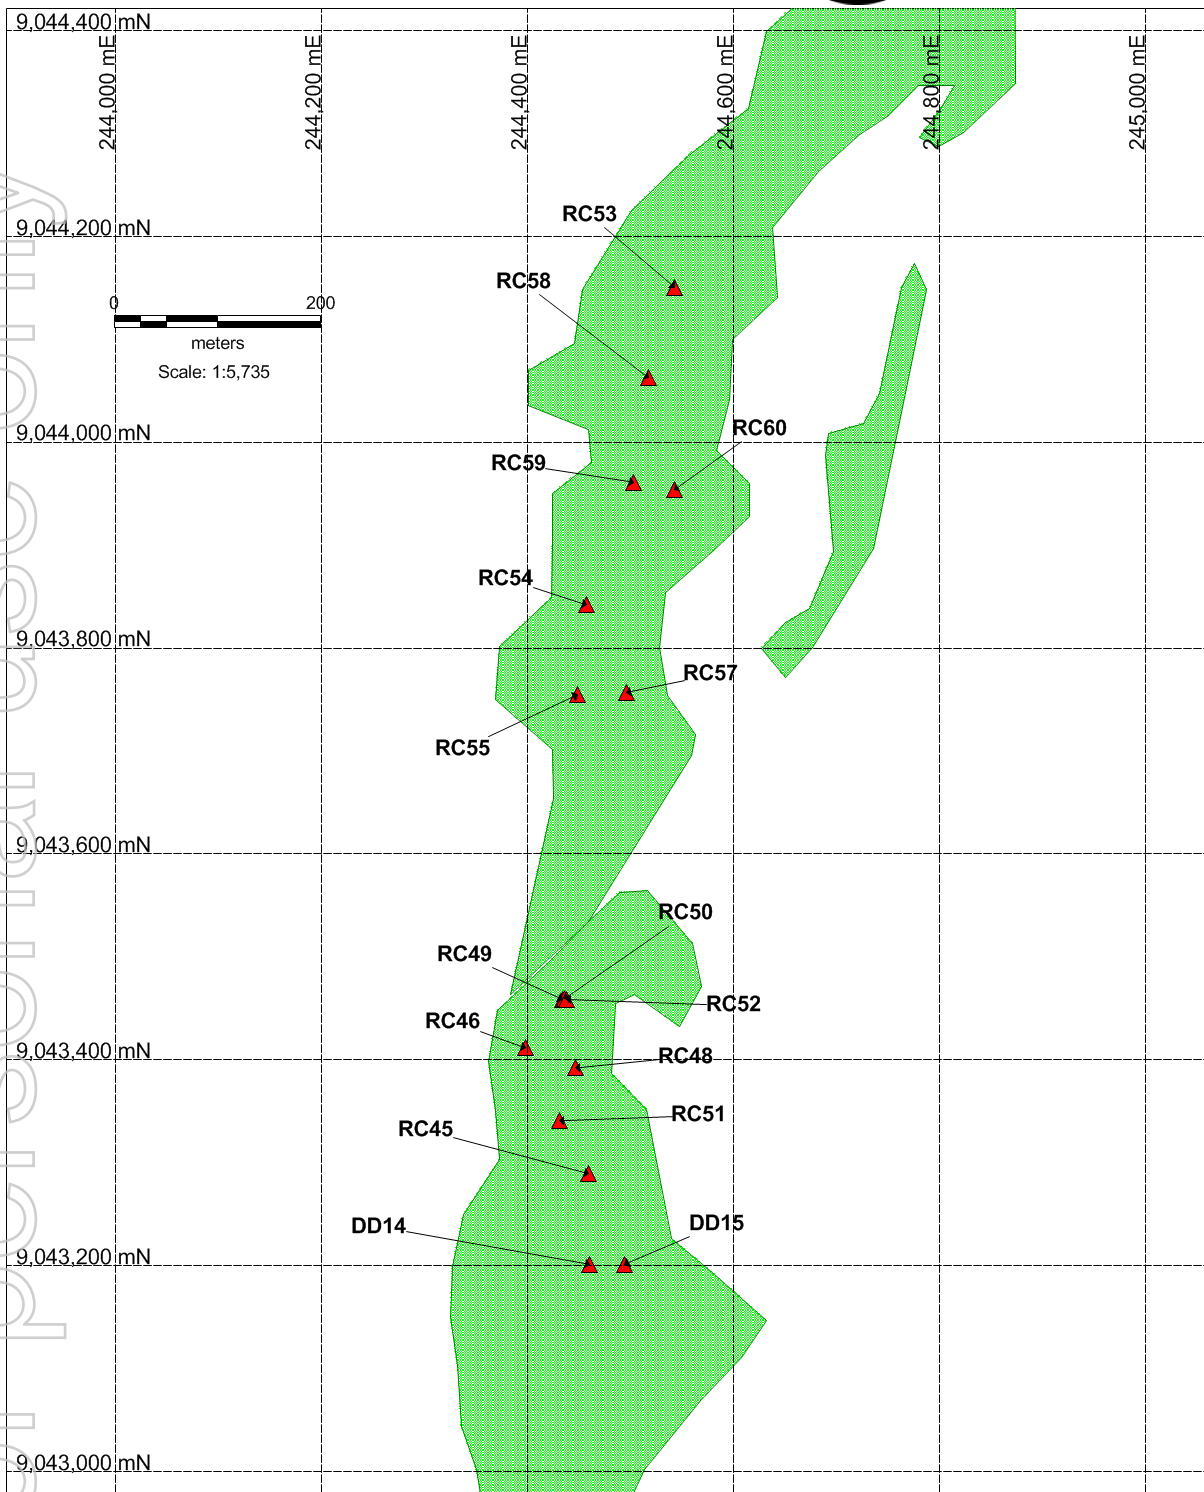 9,044,400 mN
244,000 mE
244,200 mE
244,400 mE
244,600 mE
244,800 mE
245,000 mE
RC53
9,044,200 mN
RC58
0 200
meters
Scale: 1:5,735
RC60
9,044,000 mN
RC59
RC54
9,043,800 mN
RC57
RC55
9,043,600 mN
RC50
RC49
RC52
RC46
9,043,400 mN
RC48
RC51
RC45
DD15
DD14
9,043,200 mN
9,043,000 mN
personal use only